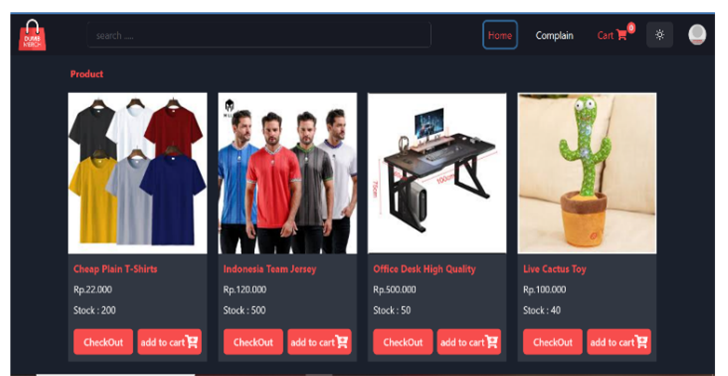 DUMB
MERCH
search ....
Home
Complain
Cart
0
Product
75cm
100cm
Cheap Plain T-Shirts
Rp.22.000
Stock : 200
CheckOut
add to cart
Indonesia Team Jersey
Rp.120.000
Stock : 500
CheckOut
add to cart
Office Desk High Quality
Rp.500.000
Stock : 50
CheckOut
add to cart
Live Cactus Toy
Rp.100.000
Stock : 40
CheckOut
add to cart